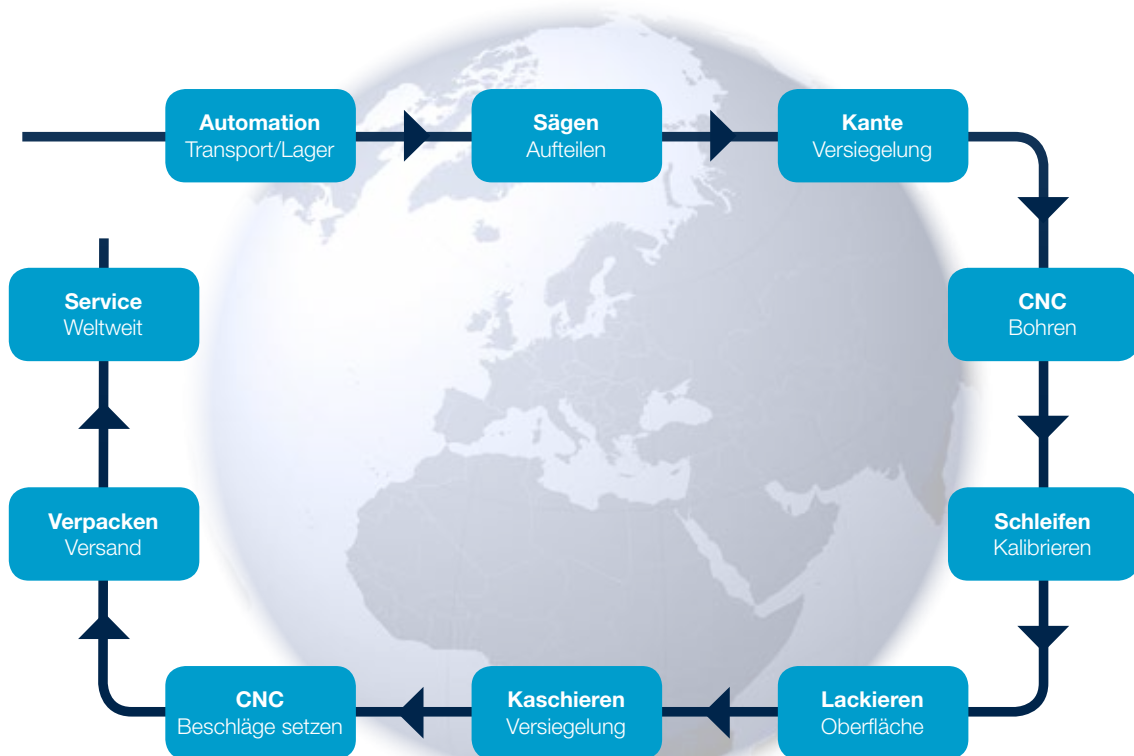 Automation
Transport/Lager
Sägen
Aufteilen
Kante
Versiegelung
CNC
Bohren
Schleifen
Kalibrieren
Lackieren
Oberfläche
Kaschieren
Versiegelung
CNC
Beschläge setzen
Verpacken
Versand
Service
Weltweit